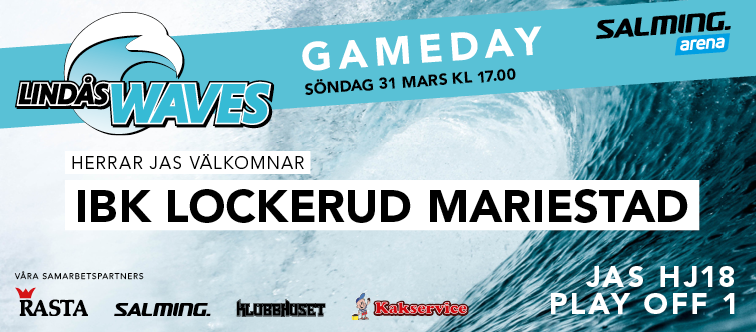 LINDÅS WAVES
GAMEDAY
SÖNDAG 31 MARS KL 17.00
SALMING.
arena
HERRAR JAS VÄLKOMNAR
IBK LOCKERUD MARIESTAD
VÅRA SAMARBETSPARTNERS
RASTA SALMING. KLUBBHUSET Kakservice
JAS HJ18
PLAY OFF 1